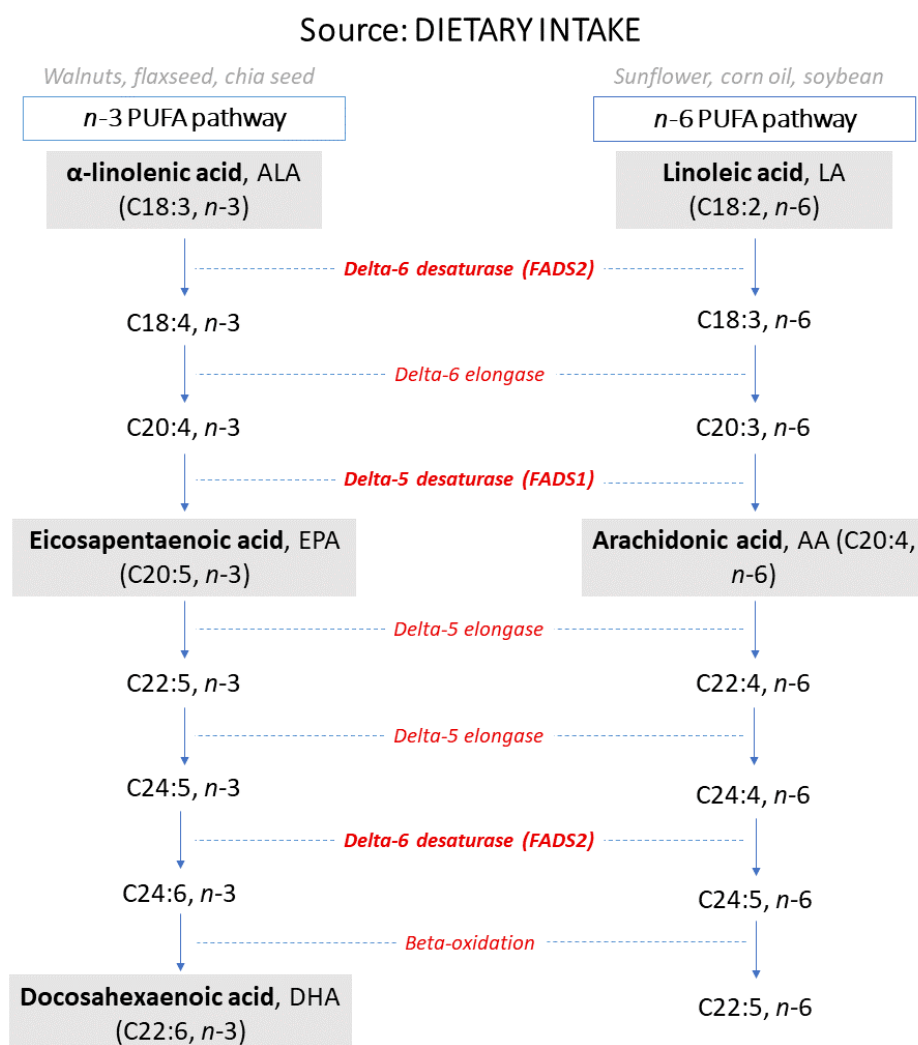 Source: DIETARY INTAKE
Walnuts, flaxseed, chia seed
Sunflower, corn oil, soybean
n-3 PUFA pathway
n-6 PUFA pathway
α-linolenic acid, ALA
(C18:3, n-3)
Linoleic acid, LA
(C18:2, n-6)
Delta-6 desaturase (FADS2)
C18:4, n-3
C18:3, n-6
Delta-6 elongase
C20:4, n-3
C20:3, n-6
Delta-5 desaturase (FADS1)
Eicosapentaenoic acid, EPA
(C20:5, n-3)
Arachidonic acid, AA (C20:4,
n-6)
Delta-5 elongase
C22:5, n-3
C22:4, n-6
Delta-5 elongase
C24:5, n-3
C24:4, n-6
Delta-6 desaturase (FADS2)
C24:6, n-3
C24:5, n-6
Beta-oxidation
Docosahexaenoic acid, DHA
(C22:6, n-3)
C22:5, n-6